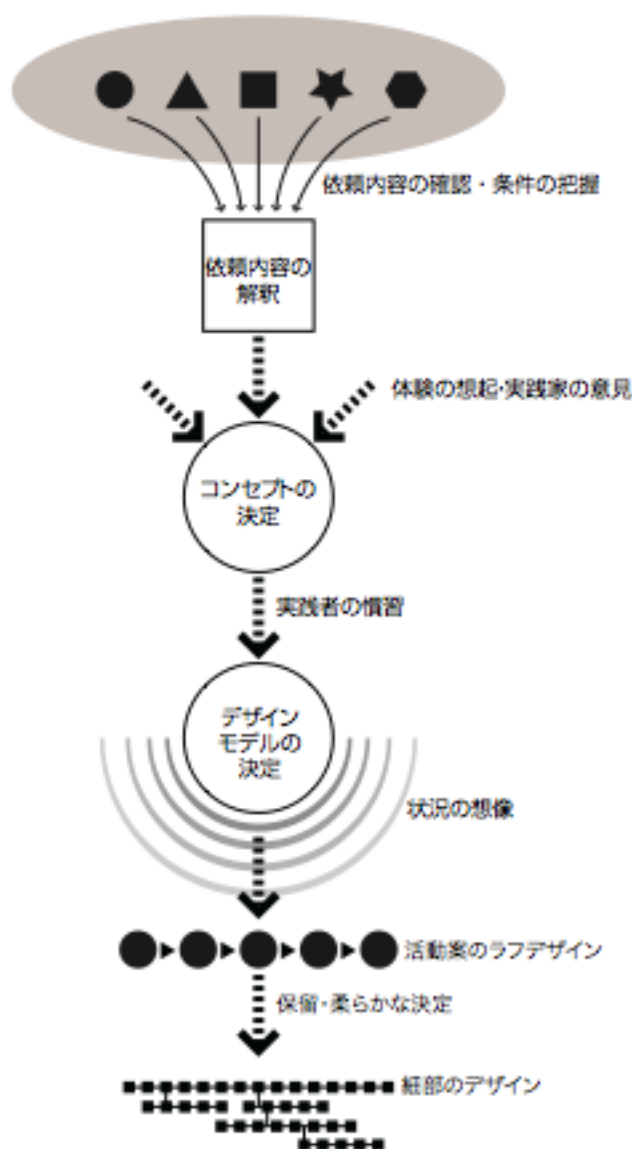 依頼内容の確認・条件の把握
依頼内容の
解釈
体験の想起・実践家の意見
コンセプトの
決定
実践者の慣習
デザイン
モデルの
決定
状況の想像
活動案のラフデザイン
保留・柔らかな決定
細部のデザイン